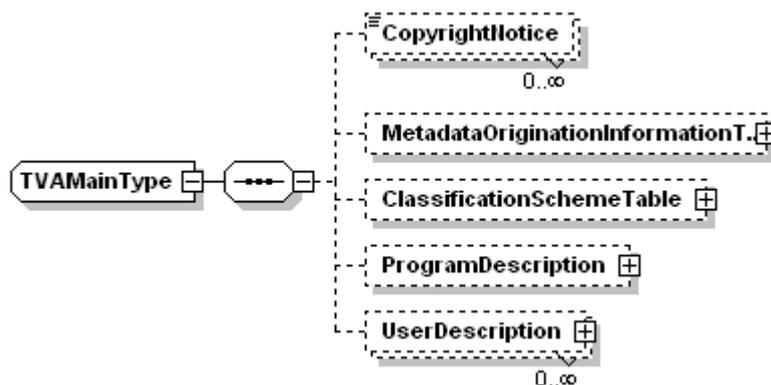 CopyrightNotice
0..∞
MetadataOriginationInformationT..
TVAMainType
ClassificationSchemeTable
ProgramDescription
UserDescription
0..∞